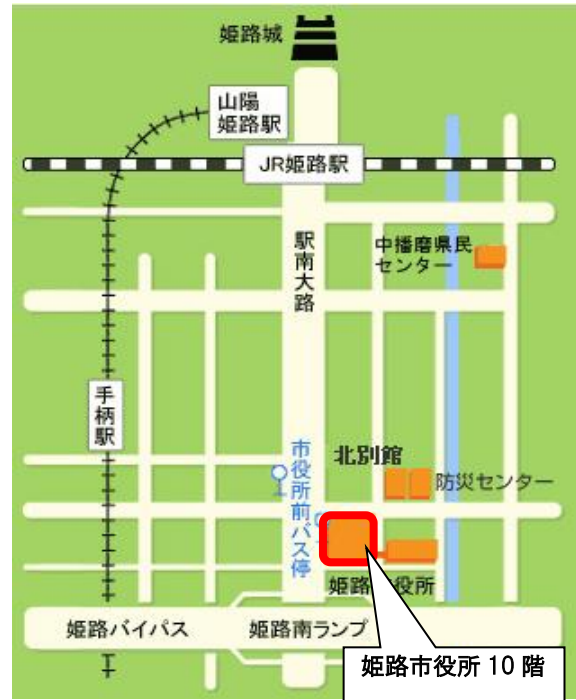 姫路城
山陽
姫路駅
JR姫路駅
駅南大路
中播磨県民
センター
手柄駅
市役所前バス停
北別館
防災センター
姫路 役所
姫路バイパス
姫路南ランプ
姫路市役所 10 階